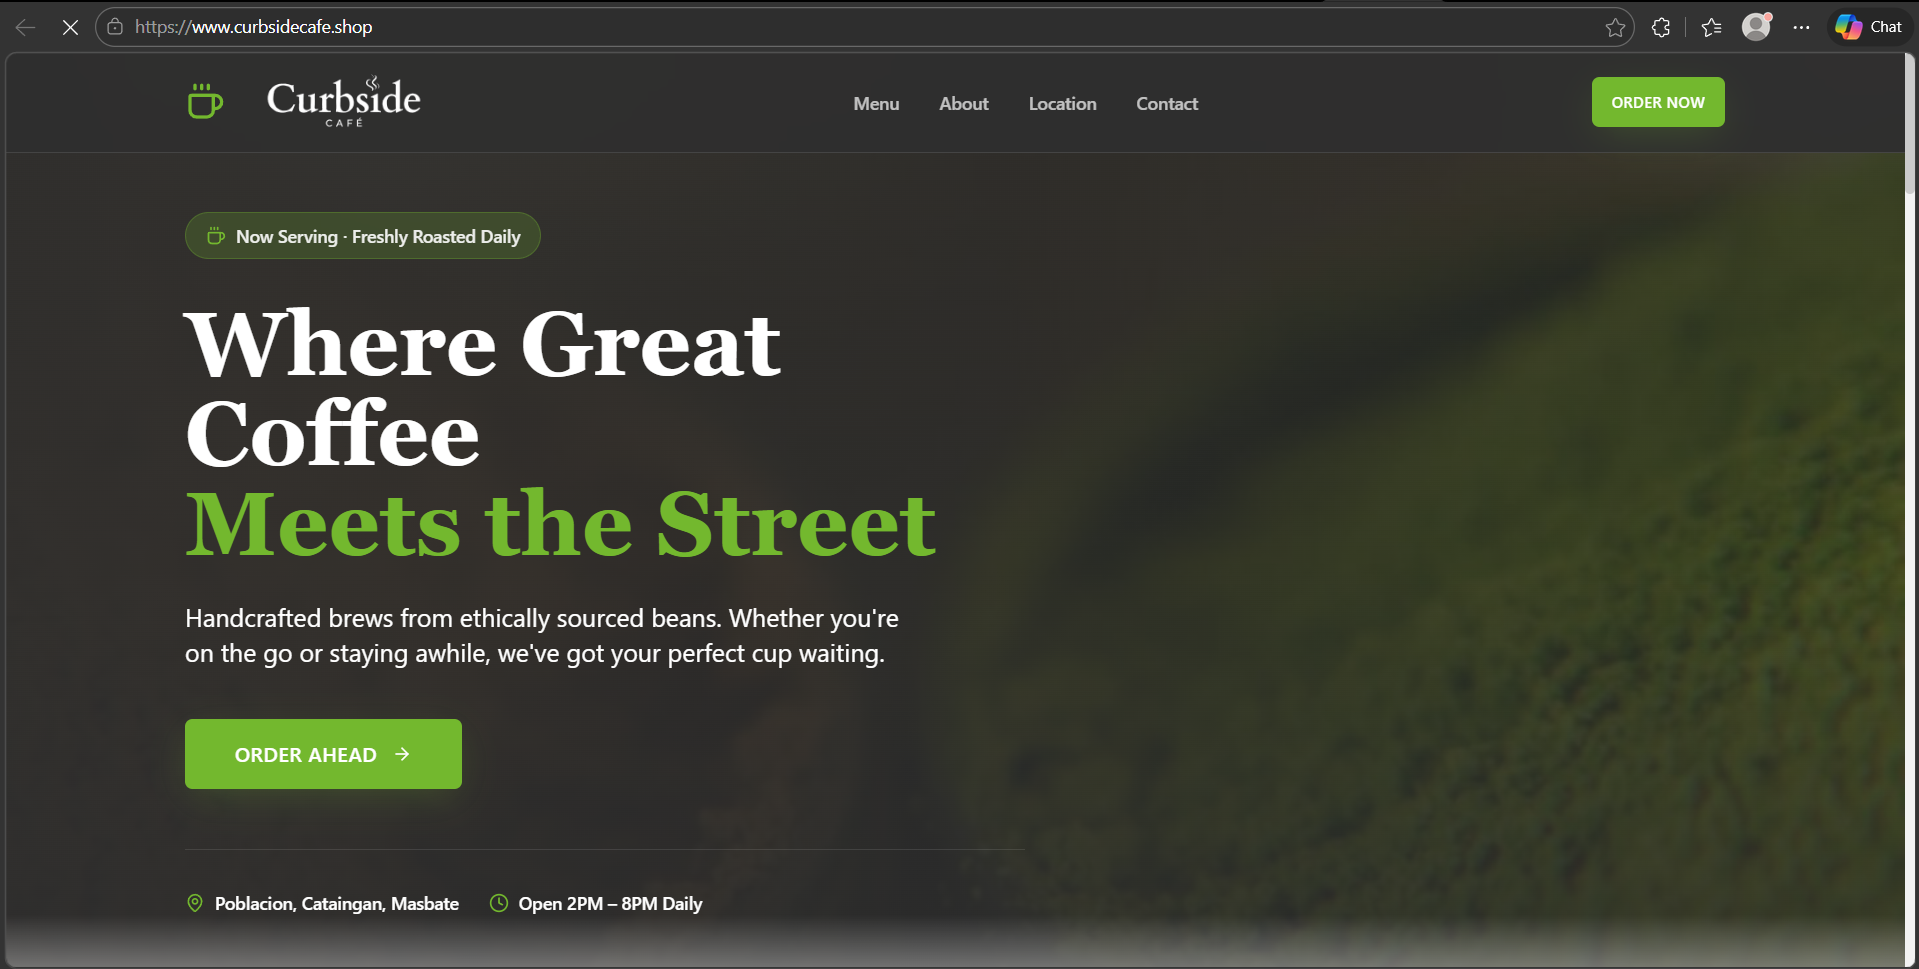 https://www.curbsidecafe.shop
Chat
Curbside
CAFÉ
Menu
About
Location
Contact
ORDER NOW
Now Serving · Freshly Roasted Daily
Where Great
Coffee
Meets the Street
Handcrafted brews from ethically sourced beans. Whether you're
on the go or staying awhile, we've got your perfect cup waiting.
ORDER AHEAD →
Poblacion, Cataingan, Masbate
Open 2PM – 8PM Daily